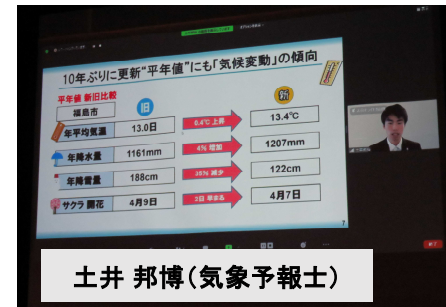 10年ぶりに更新“平年値”にも「気候変動」の傾向
平年値 新旧比較
福島市 旧 新
年平均気温 13.0日 0.4℃ 上昇 13.4℃
年降水量 1161mm 4% 増加 1207mm
年降雪量 188cm 35% 減少 122cm
サクラ 開花 4月9日 2日 早まる 4月7日
7
土井 邦博（気象予報士）